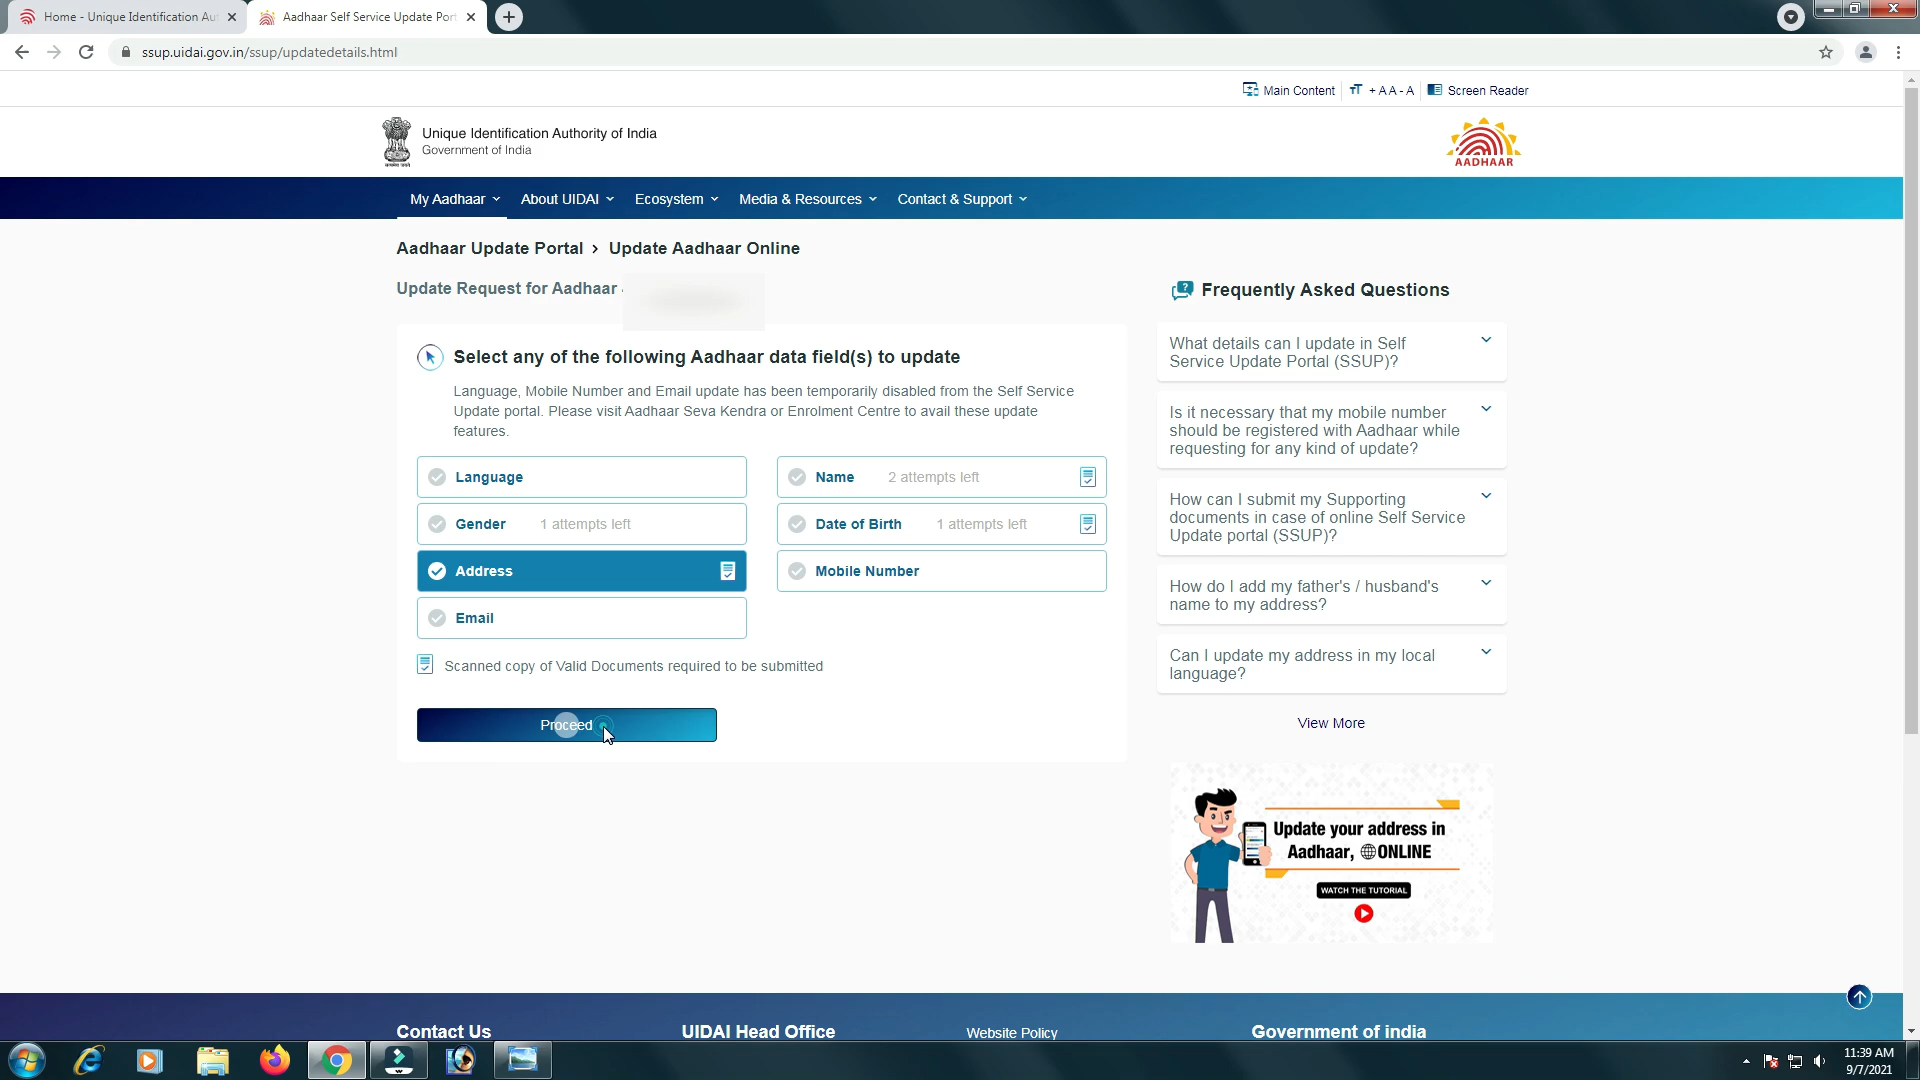 Home - Unique Identification Aut
Aadhaar Self Service Update Port
ssup.uidai.gov.in/ssup/updatedetails.html
Main Content
+ A A - A
Screen Reader
Unique Identification Authority of India
Government of India
AADHAAR
My Aadhaar
About UIDAI
Ecosystem
Media & Resources
Contact & Support
Aadhaar Update Portal > Update Aadhaar Online
Update Request for Aadhaar
Select any of the following Aadhaar data field(s) to update
Language, Mobile Number and Email update has been temporarily disabled from the Self Service
Update portal. Please visit Aadhaar Seva Kendra or Enrolment Centre to avail these update
features.
Language
Name 2 attempts left
Gender 1 attempts left
Date of Birth 1 attempts left
Address
Mobile Number
Email
Scanned copy of Valid Documents required to be submitted
Proceed
Frequently Asked Questions
What details can I update in Self
Service Update Portal (SSUP)?
Is it necessary that my mobile number
should be registered with Aadhaar while
requesting for any kind of update?
How can I submit my Supporting
documents in case of online Self Service
Update portal (SSUP)?
How do I add my father's / husband's
name to my address?
Can I update my address in my local
language?
View More
Update your address in
Aadhaar, ONLINE
WATCH THE TUTORIAL
Contact Us
UIDAI Head Office
Website Policy
Government of india
11:39 AM
9/7/2021